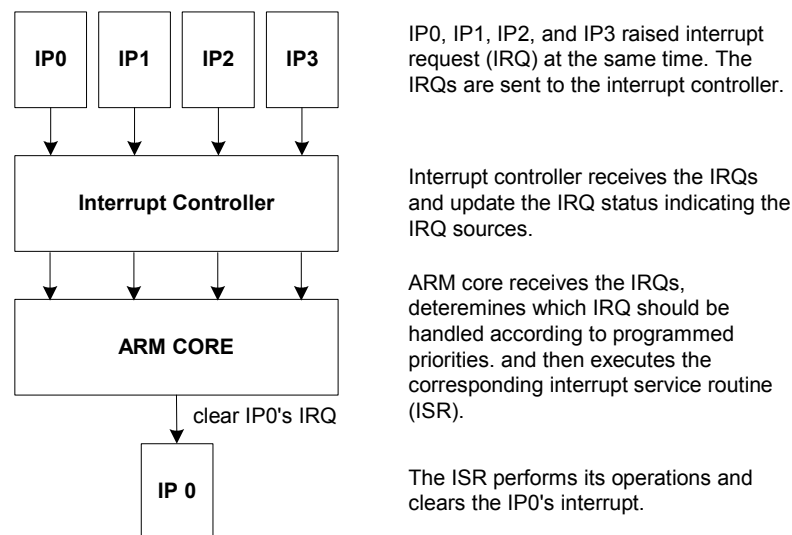 IP0
IP1
IP2
IP3
IP0, IP1, IP2, and IP3 raised interrupt
request (IRQ) at the same time. The
IRQs are sent to the interrupt controller.
Interrupt Controller
Interrupt controller receives the IRQs
and update the IRQ status indicating the
IRQ sources.
ARM CORE
ARM core receives the IRQs,
deteremines which IRQ should be
handled according to programmed
priorities. and then executes the
corresponding interrupt service routine
(ISR).
clear IP0's IRQ
IP 0
The ISR performs its operations and
clears the IP0's interrupt.